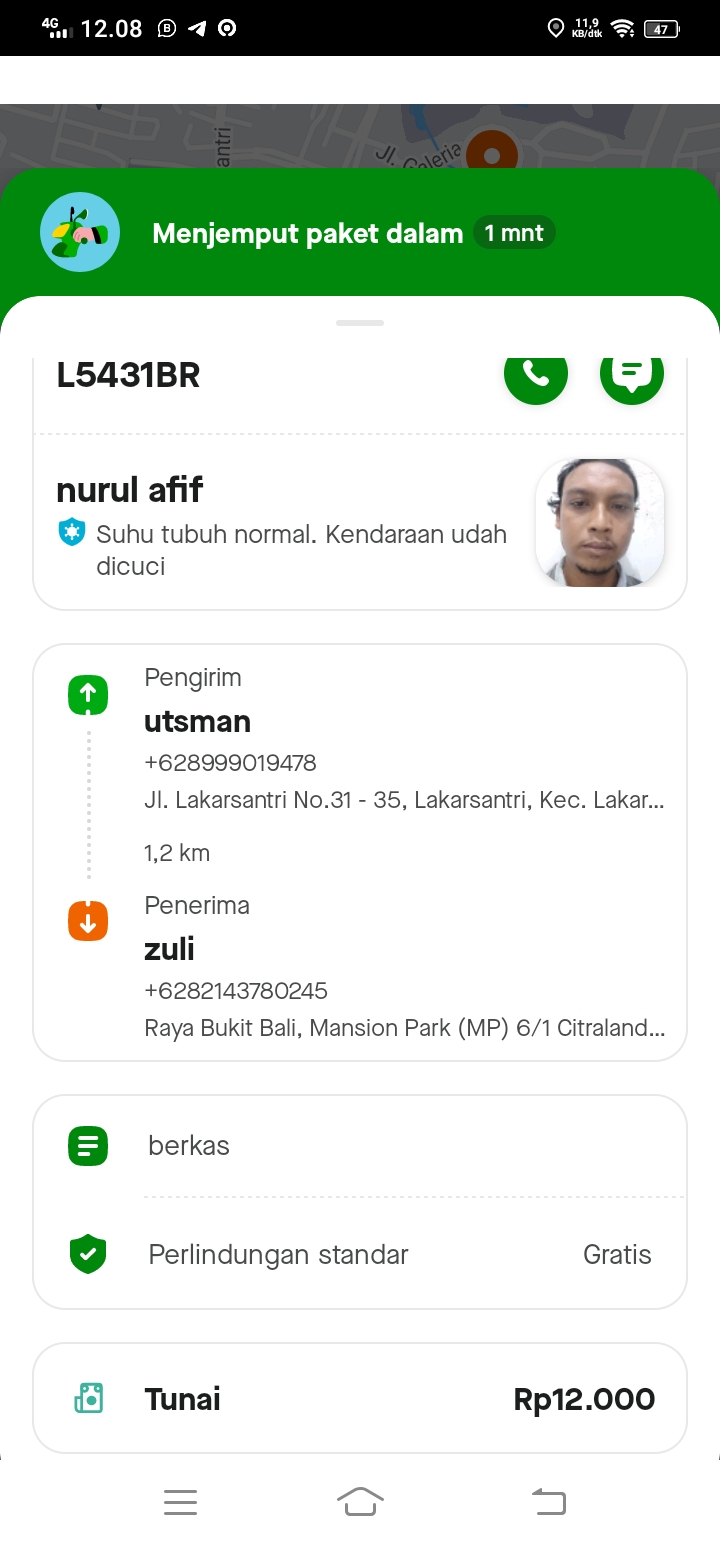 4G 12.08 11,9 KB/dtk 47
antri
Jl. Galeria
Menjemput paket dalam 1 mnt
L5431BR
nurul afif
Suhu tubuh normal. Kendaraan udah
dicuci
Pengirim
utsman
+628999019478
Jl. Lakarsantri No.31 - 35, Lakarsantri, Kec. Lakar...
1,2 km
Penerima
zuli
+6282143780245
Raya Bukit Bali, Mansion Park (MP) 6/1 Citraland...
berkas
Perlindungan standar Gratis
Tunai Rp12.000